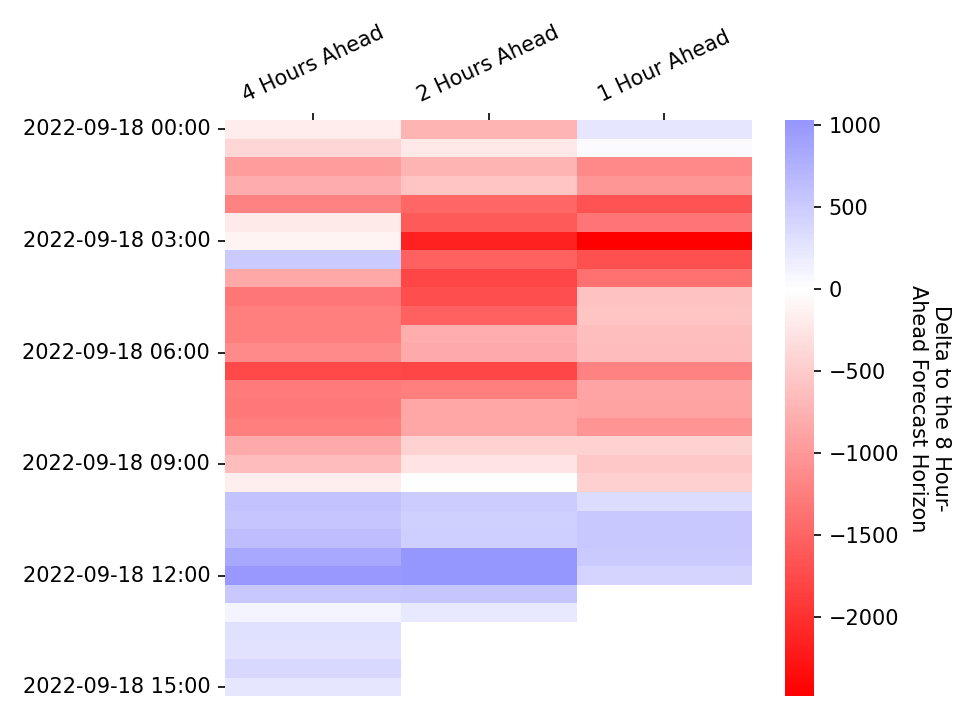 4 Hours Ahead
2 Hours Ahead
1 Hour Ahead
2022-09-18 00:00
2022-09-18 03:00
2022-09-18 06:00
2022-09-18 09:00
2022-09-18 12:00
2022-09-18 15:00
1000
500
0
−500
−1000
−1500
−2000
Delta to the 8 Hour-
Ahead Forecast Horizon